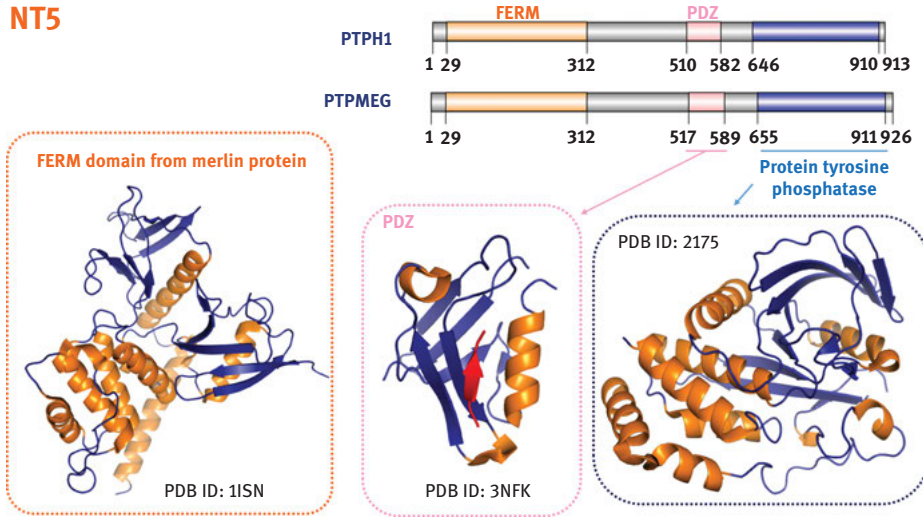 NT5
FERM PDZ
PTPH1
1 29 312 510 582 646 910 913
PTPMEG
1 29 312 517 589 655 911 926
Protein tyrosine
phosphatase
FERM domain from merlin protein
PDB ID: 1ISN
PDZ
PDB ID: 3NFK
PDB ID: 2175